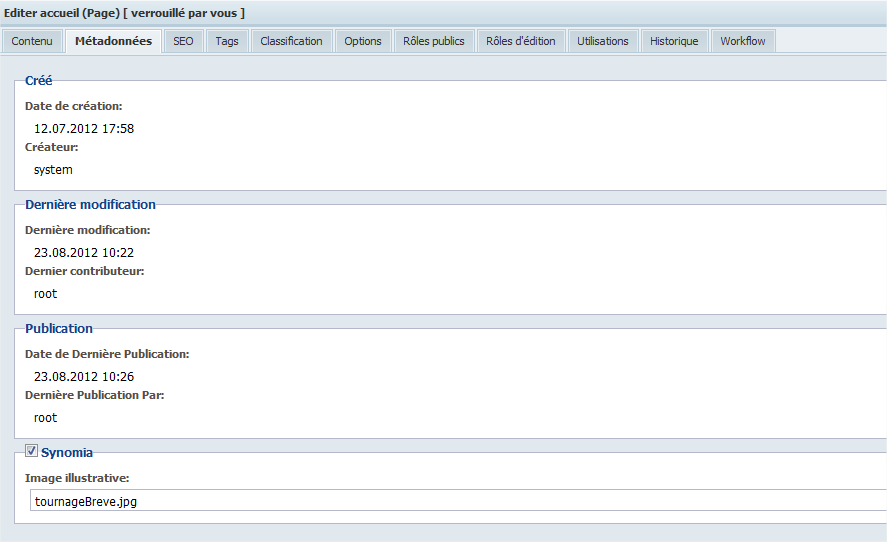 Editer accueil (Page) [ verrouillé par vous ]
Contenu Métadonnées SEO Tags Classification Options Rôles publics Rôles d'édition Utilisations Historique Workflow
Créé
Date de création:
12.07.2012 17:58
Créateur:
system
Dernière modification
Dernière modification:
23.08.2012 10:22
Dernier contributeur:
root
Publication
Date de Dernière Publication:
23.08.2012 10:26
Dernière Publication Par:
root
Synomia
Image illustrative:
tournageBreve.jpg